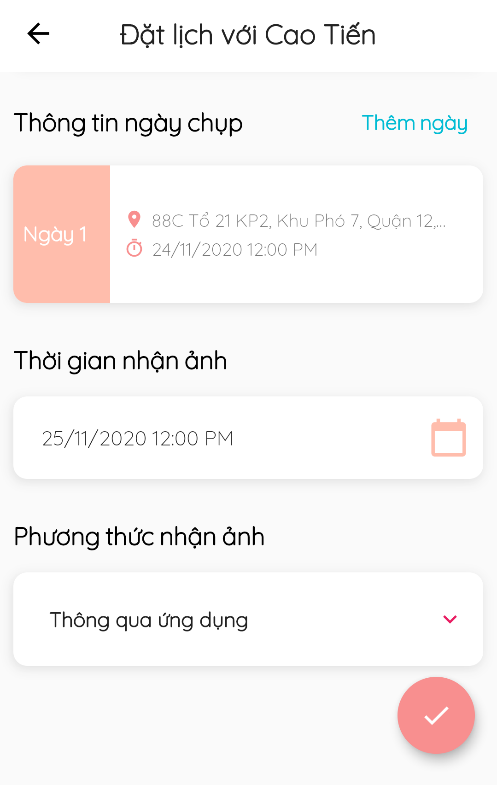 Đặt lịch với Cao Tiến
Thông tin ngày chụp Thêm ngày
Ngày 1
88C Tổ 21 KP2, Khu Phó 7, Quận 12,...
24/11/2020 12:00 PM
Thời gian nhận ảnh
25/11/2020 12:00 PM
Phương thức nhận ảnh
Thông qua ứng dụng